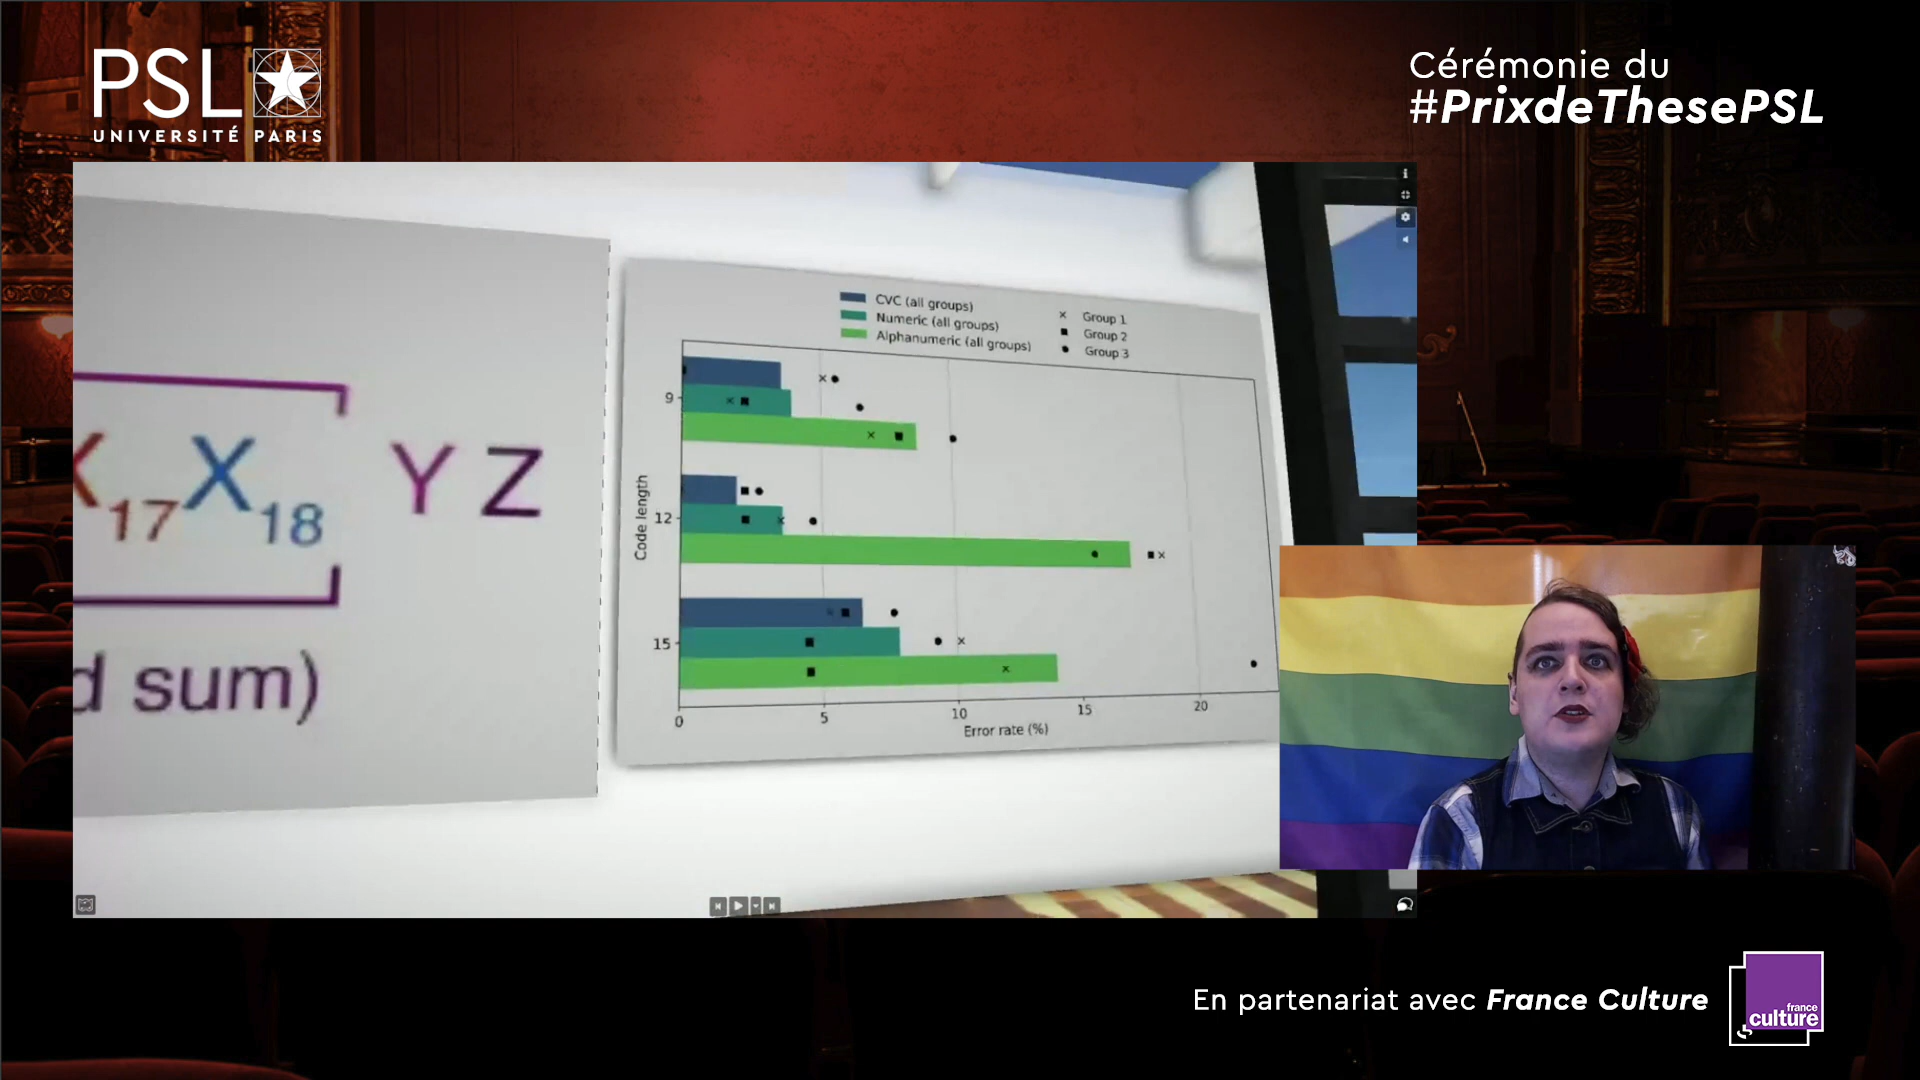 PSL
UNIVERSITÉ PARIS
Cérémonie du
#PrixdeThesePSL
X17X18 Y Z
d sum)
CVC (all groups)
Numeric (all groups)
Alphanumeric (all groups)
Group 1
Group 2
Group 3
Code length
9
12
15
0 5 10 15 20
Error rate (%)
En partenariat avec France Culture
france
culture